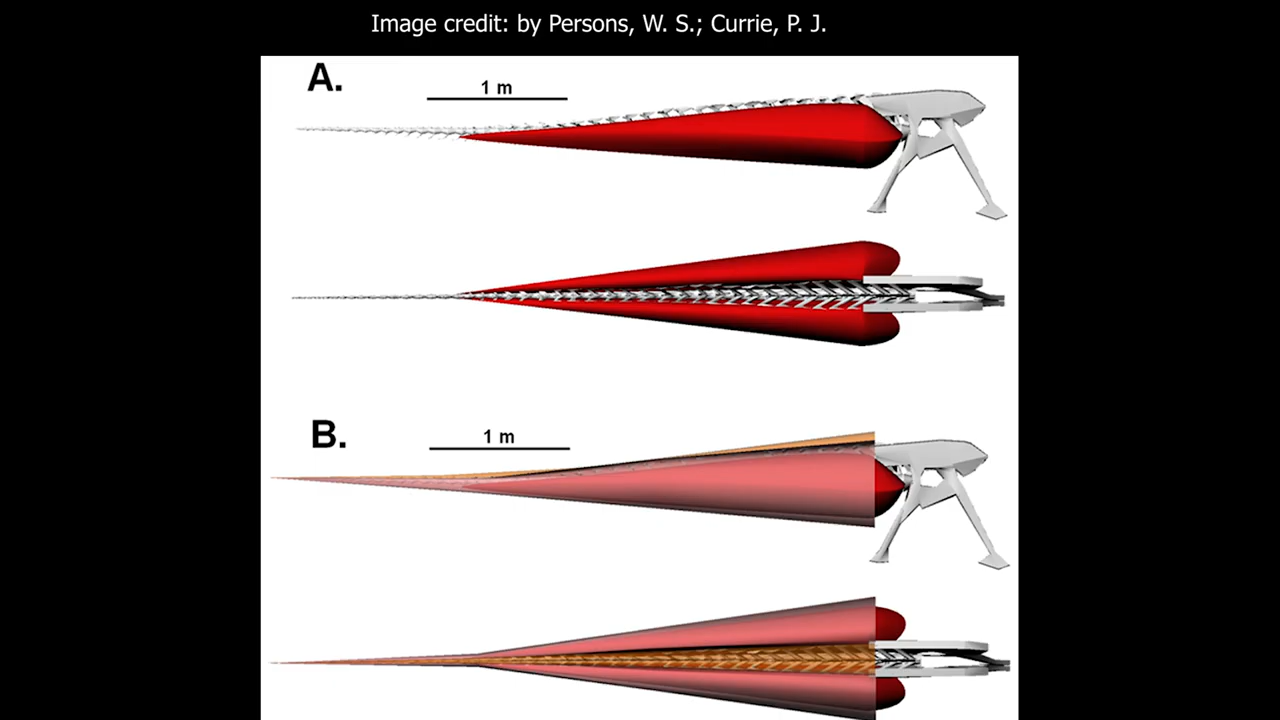 Image credit: by Persons, W. S.; Currie, P. J.
A.
1 m
B.
1 m